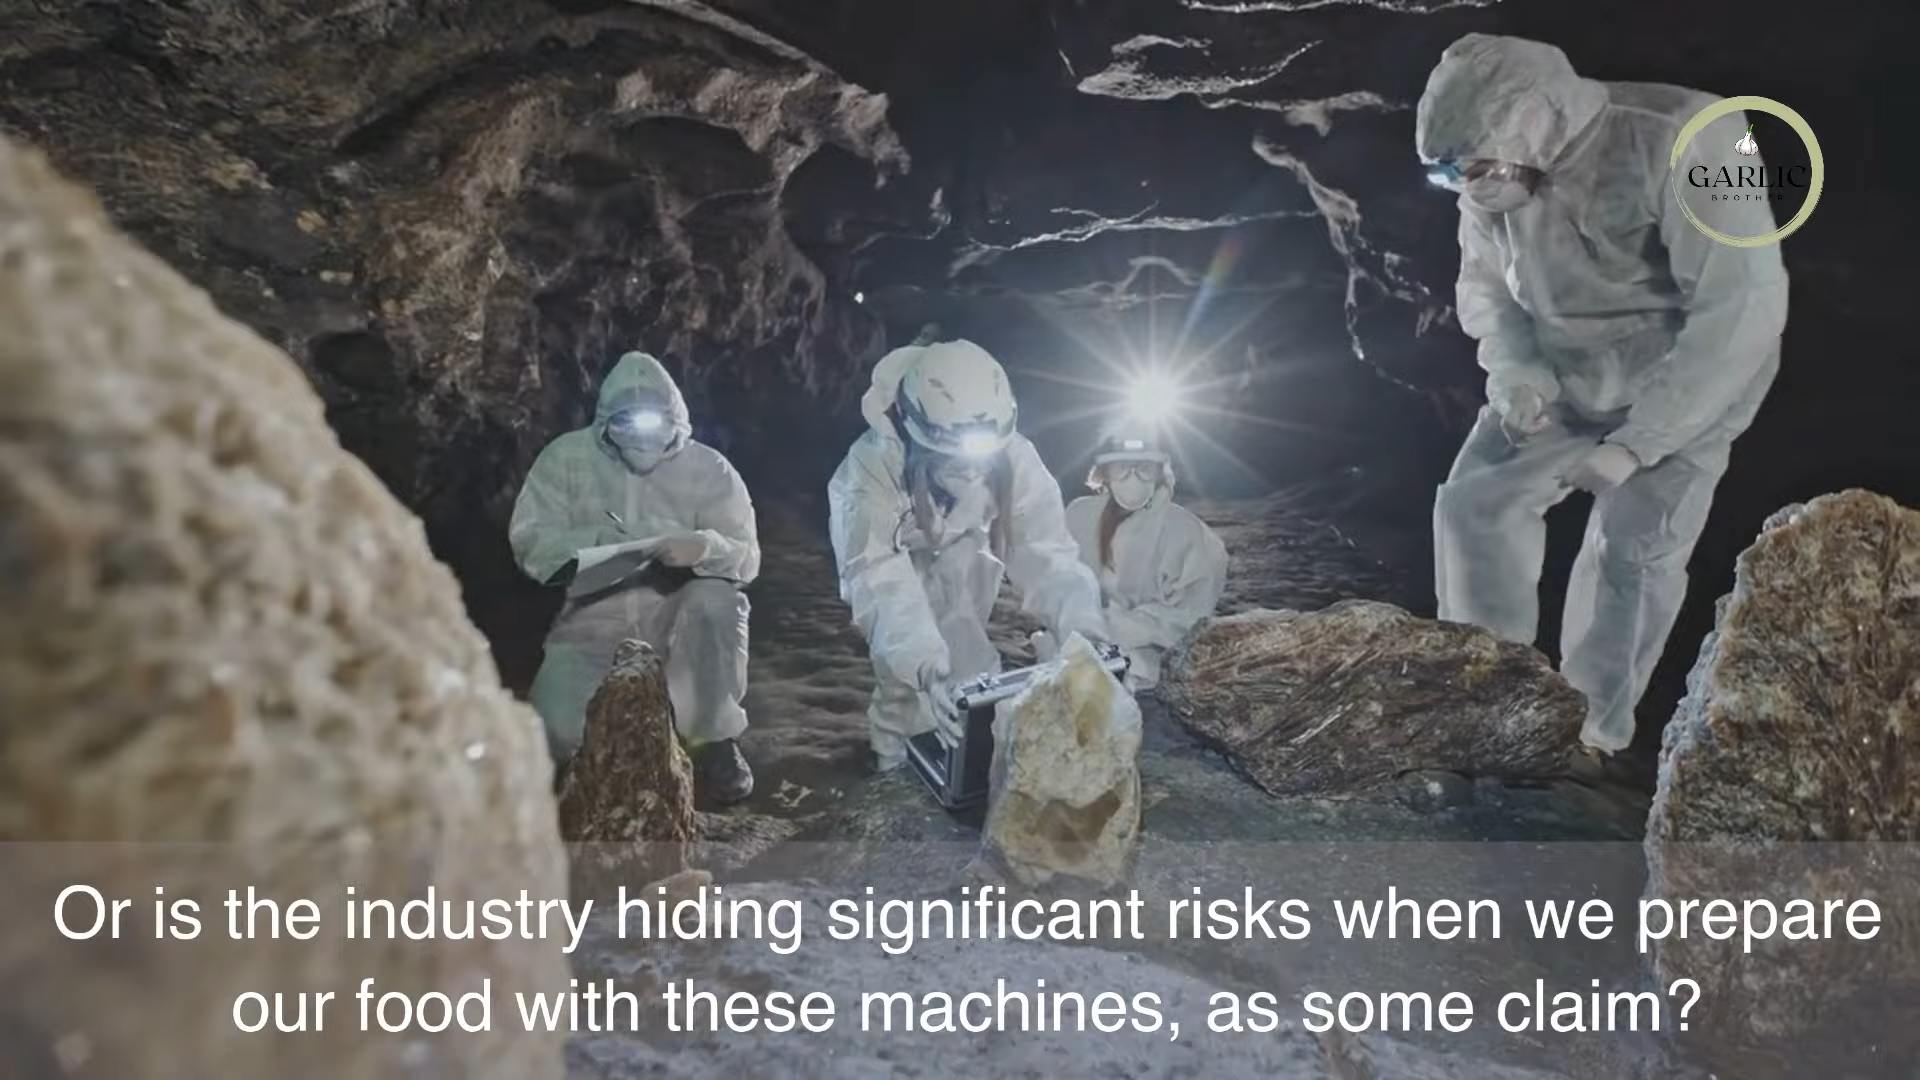 GARLIC
BROTHER
Or is the industry hiding significant risks when we prepare
our food with these machines, as some claim?